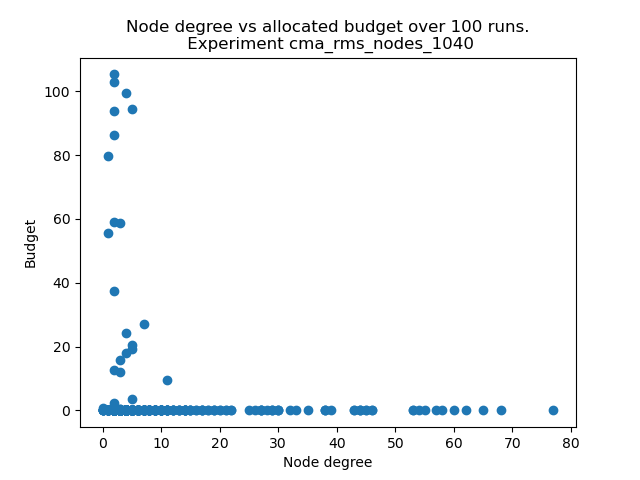 Node degree vs allocated budget over 100 runs.
Experiment cma_rms_nodes_1040
Budget
100
80
60
40
20
0
0 10 20 30 40 50 60 70 80
Node degree